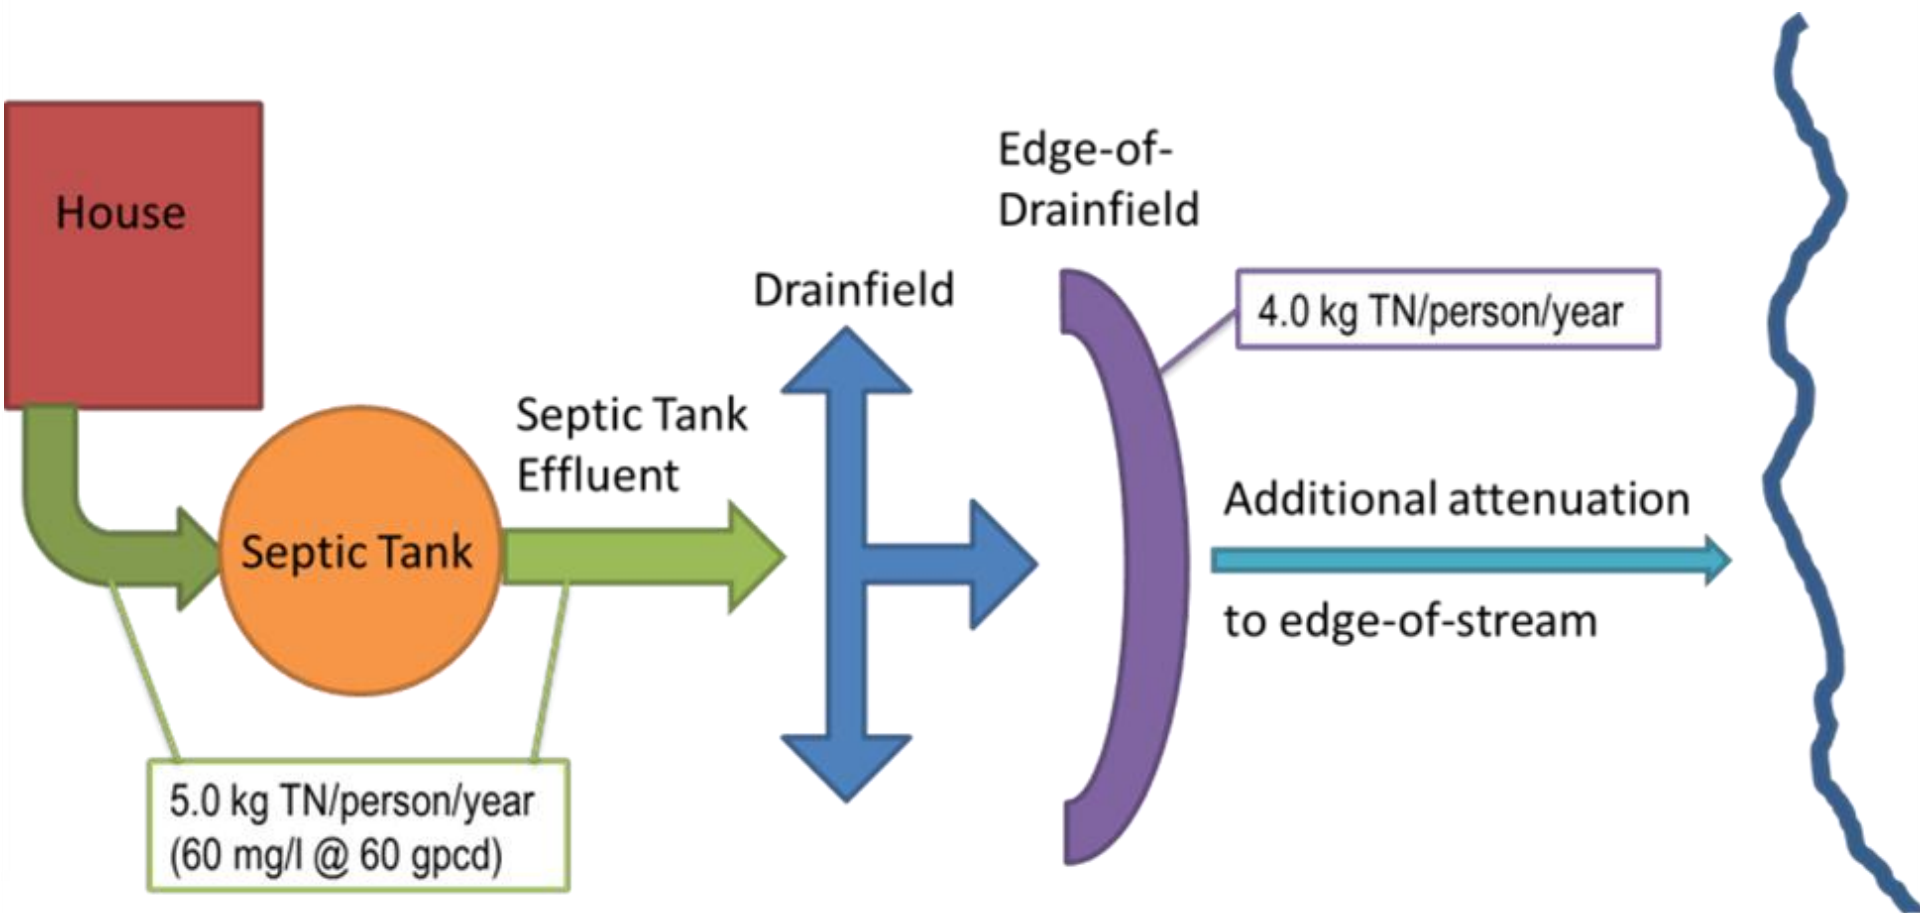 House
Septic Tank
Septic Tank
Effluent
Drainfield
Edge-of-
Drainfield
4.0 kg TN/person/year
Additional attenuation
to edge-of-stream
5.0 kg TN/person/year
(60 mg/l @ 60 gpcd)